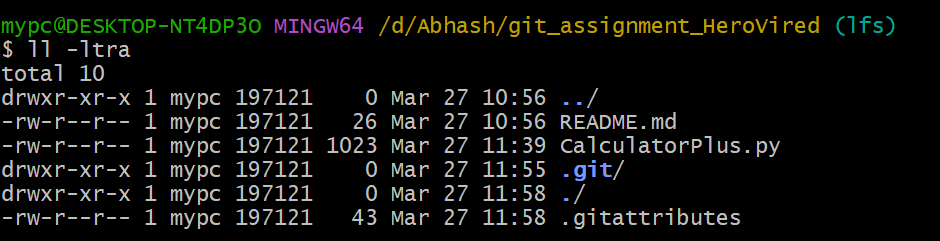 mypc@DESKTOP-NT4DP3O MINGW64 /d/Abhash/git_assignment_HeroVired (lfs)
$ ll -ltra
total 10
drwxr-xr-x 1 mypc 197121    0 Mar 27 10:56 ../
-rw-r--r-- 1 mypc 197121   26 Mar 27 10:56 README.md
-rw-r--r-- 1 mypc 197121 1023 Mar 27 11:39 CalculatorPlus.py
drwxr-xr-x 1 mypc 197121    0 Mar 27 11:55 .git/
drwxr-xr-x 1 mypc 197121    0 Mar 27 11:58 ./
-rw-r--r-- 1 mypc 197121   43 Mar 27 11:58 .gitattributes